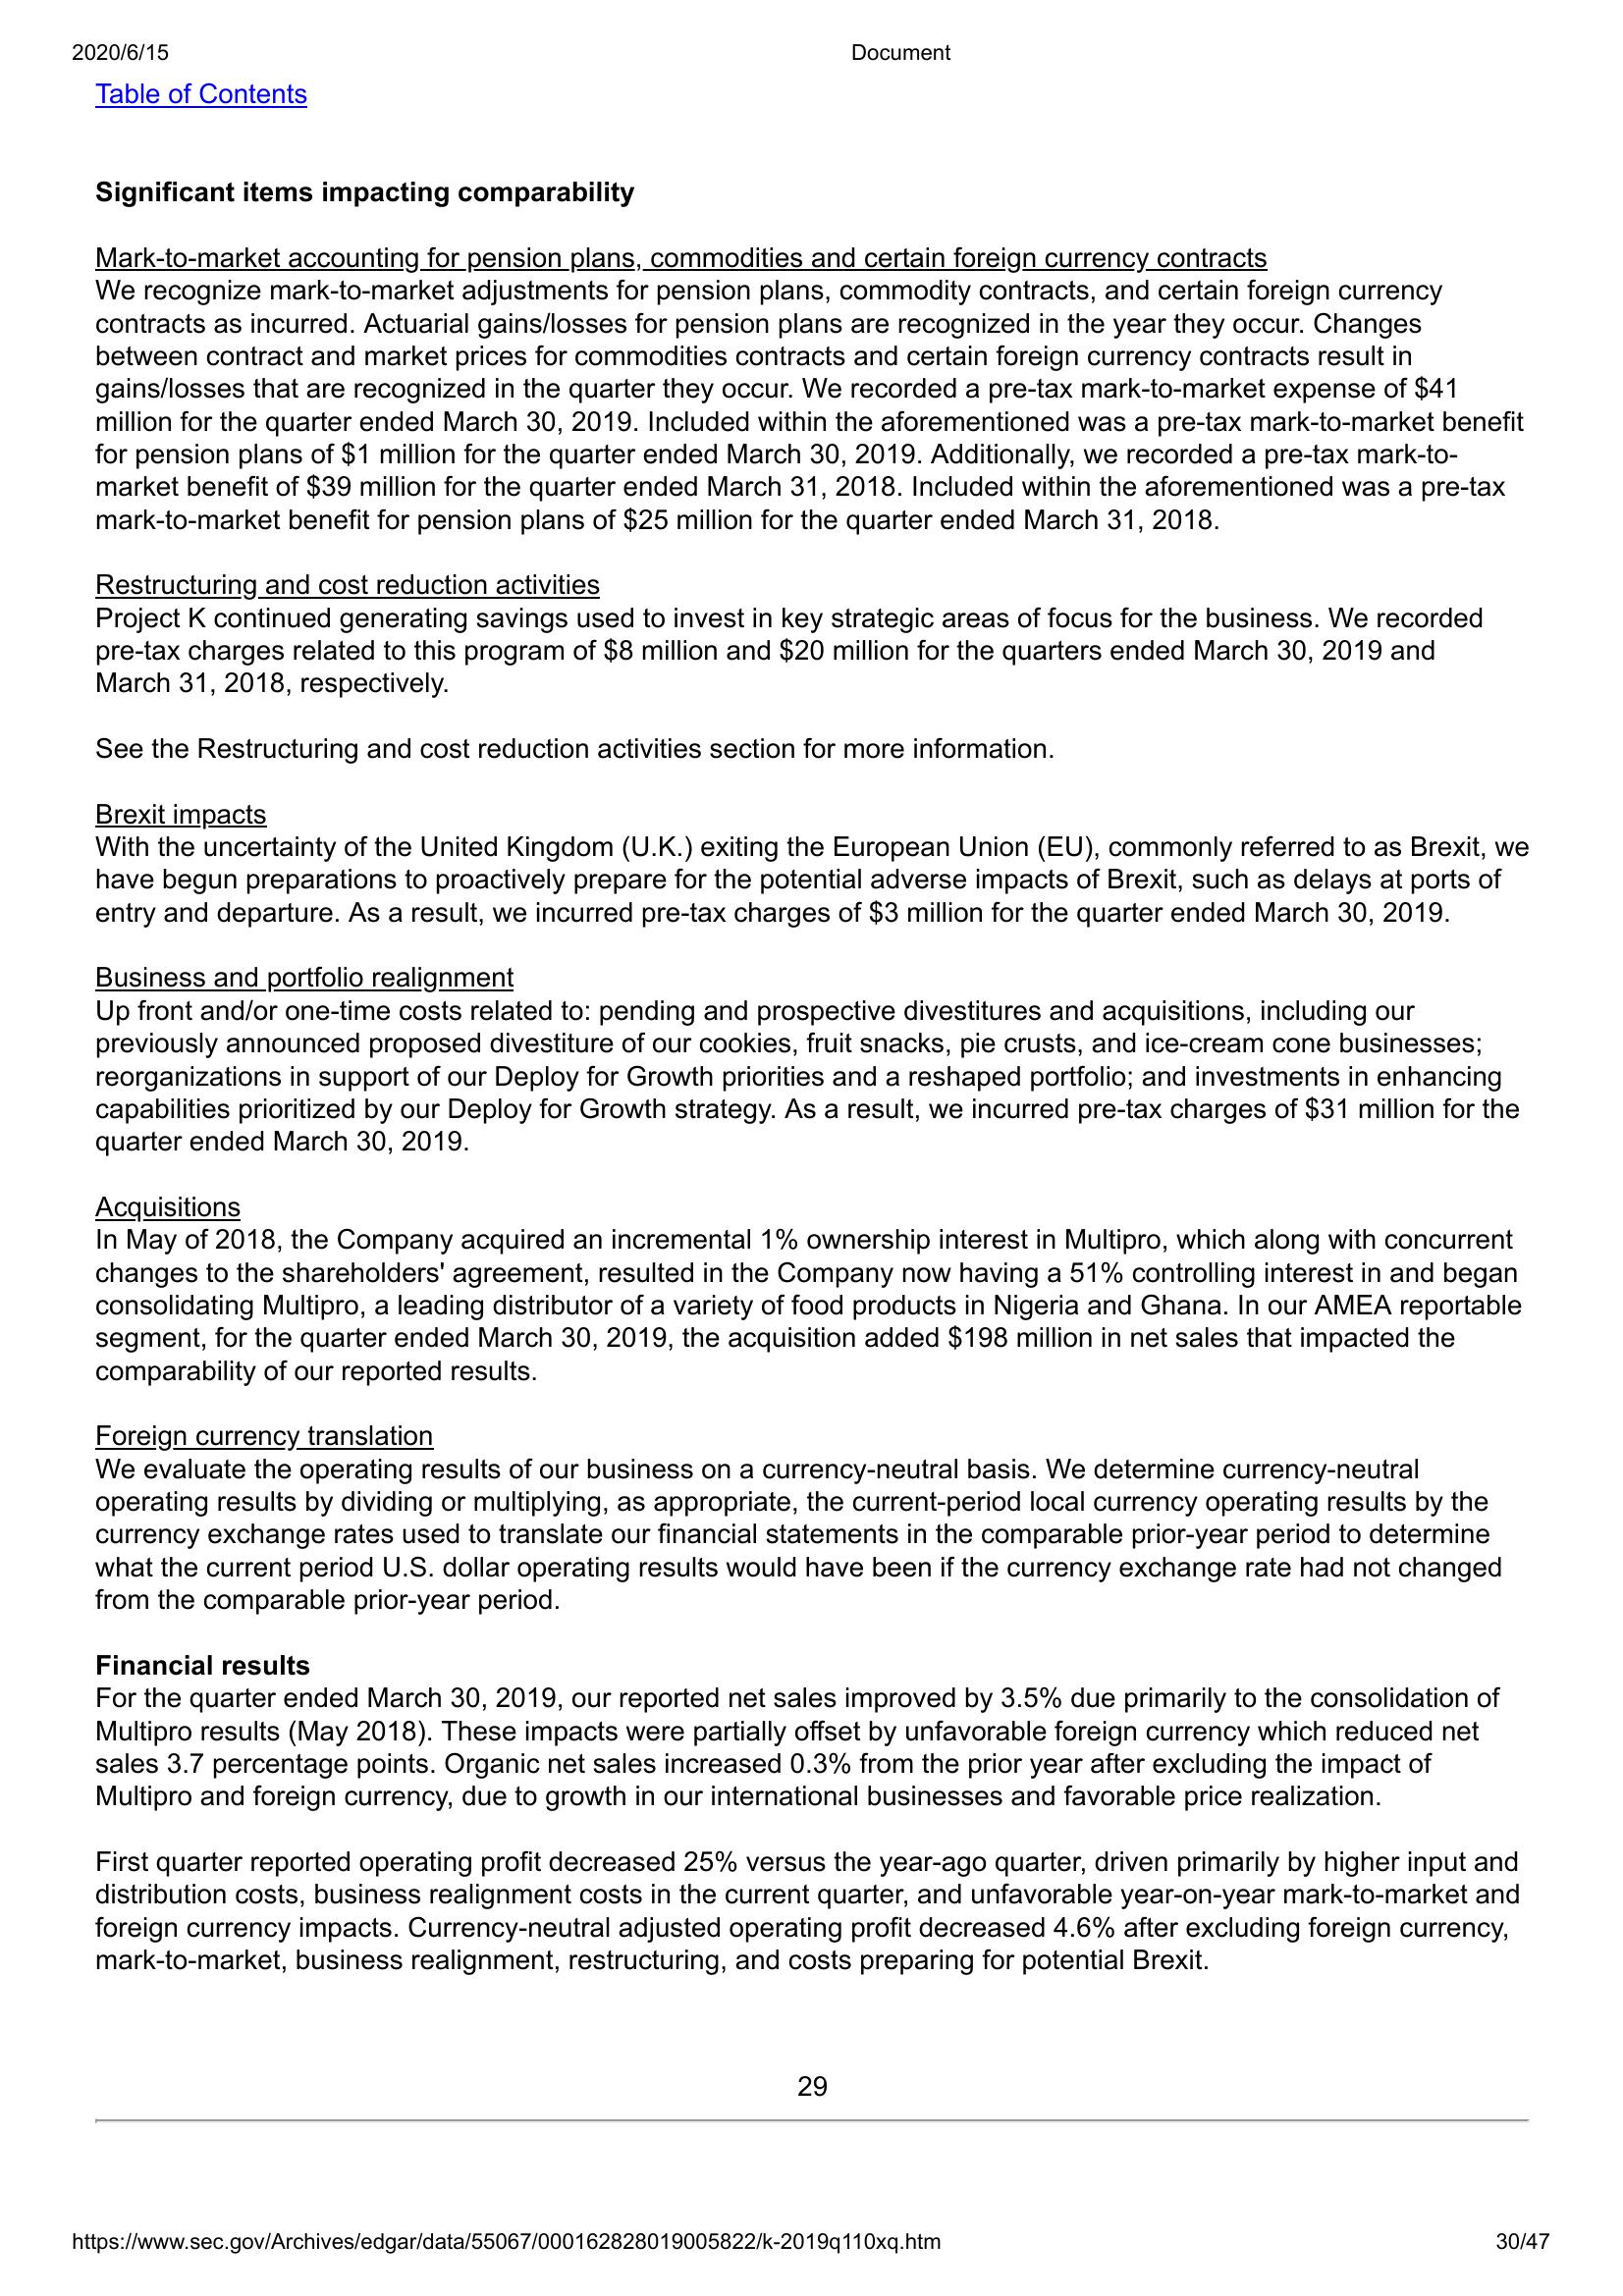 2020/6/15
Document
Table of Contents
Significant items impacting comparability
Mark-to-market accounting for pension plans, commodities and certain foreign currency contracts
We recognize mark-to-market adjustments for pension plans, commodity contracts, and certain foreign currency
contracts as incurred. Actuarial gains/losses for pension plans are recognized in the year they occur. Changes
between contract and market prices for commodities contracts and certain foreign currency contracts result in
gains/losses that are recognized in the quarter they occur. We recorded a pre-tax mark-to-market expense of $41
million for the quarter ended March 30, 2019. Included within the aforementioned was a pre-tax mark-to-market benefit
for pension plans of $1 million for the quarter ended March 30, 2019. Additionally, we recorded a pre-tax mark-to-
market benefit of $39 million for the quarter ended March 31, 2018. Included within the aforementioned was a pre-tax
mark-to-market benefit for pension plans of $25 million for the quarter ended March 31, 2018.
Restructuring and cost reduction activities
Project K continued generating savings used to invest in key strategic areas of focus for the business. We recorded
pre-tax charges related to this program of $8 million and $20 million for the quarters ended March 30, 2019 and
March 31, 2018, respectively.
See the Restructuring and cost reduction activities section for more information.
Brexit impacts
With the uncertainty of the United Kingdom (U.K.) exiting the European Union (EU), commonly referred to as Brexit, we
have begun preparations to proactively prepare for the potential adverse impacts of Brexit, such as delays at ports of
entry and departure. As a result, we incurred pre-tax charges of $3 million for the quarter ended March 30, 2019.
Business and portfolio realignment
Up front and/or one-time costs related to: pending and prospective divestitures and acquisitions, including our
previously announced proposed divestiture of our cookies, fruit snacks, pie crusts, and ice-cream cone businesses;
reorganizations in support of our Deploy for Growth priorities and a reshaped portfolio; and investments in enhancing
capabilities prioritized by our Deploy for Growth strategy. As a result, we incurred pre-tax charges of $31 million for the
quarter ended March 30, 2019.
Acquisitions
In May of 2018, the Company acquired an incremental 1% ownership interest in Multipro, which along with concurrent
changes to the shareholders' agreement, resulted in the Company now having a 51% controlling interest in and began
consolidating Multipro, a leading distributor of a variety of food products in Nigeria and Ghana. In our AMEA reportable
segment, for the quarter ended March 30, 2019, the acquisition added $198 million in net sales that impacted the
comparability of our reported results.
Foreign currency translation
We evaluate the operating results of our business on a currency-neutral basis. We determine currency-neutral
operating results by dividing or multiplying, as appropriate, the current-period local currency operating results by the
currency exchange rates used to translate our financial statements in the comparable prior-year period to determine
what the current period U.S. dollar operating results would have been if the currency exchange rate had not changed
from the comparable prior-year period.
Financial results
For the quarter ended March 30, 2019, our reported net sales improved by 3.5% due primarily to the consolidation of
Multipro results (May 2018). These impacts were partially offset by unfavorable foreign currency which reduced net
sales 3.7 percentage points. Organic net sales increased 0.3% from the prior year after excluding the impact of
Multipro and foreign currency, due to growth in our international businesses and favorable price realization.
First quarter reported operating profit decreased 25% versus the year-ago quarter, driven primarily by higher input and
distribution costs, business realignment costs in the current quarter, and unfavorable year-on-year mark-to-market and
foreign currency impacts. Currency-neutral adjusted operating profit decreased 4.6% after excluding foreign currency,
mark-to-market, business realignment, restructuring, and costs preparing for potential Brexit.
29
https://www.sec.gov/Archives/edgar/data/55067/000162828019005822/k-2019q110xq.htm
30/47